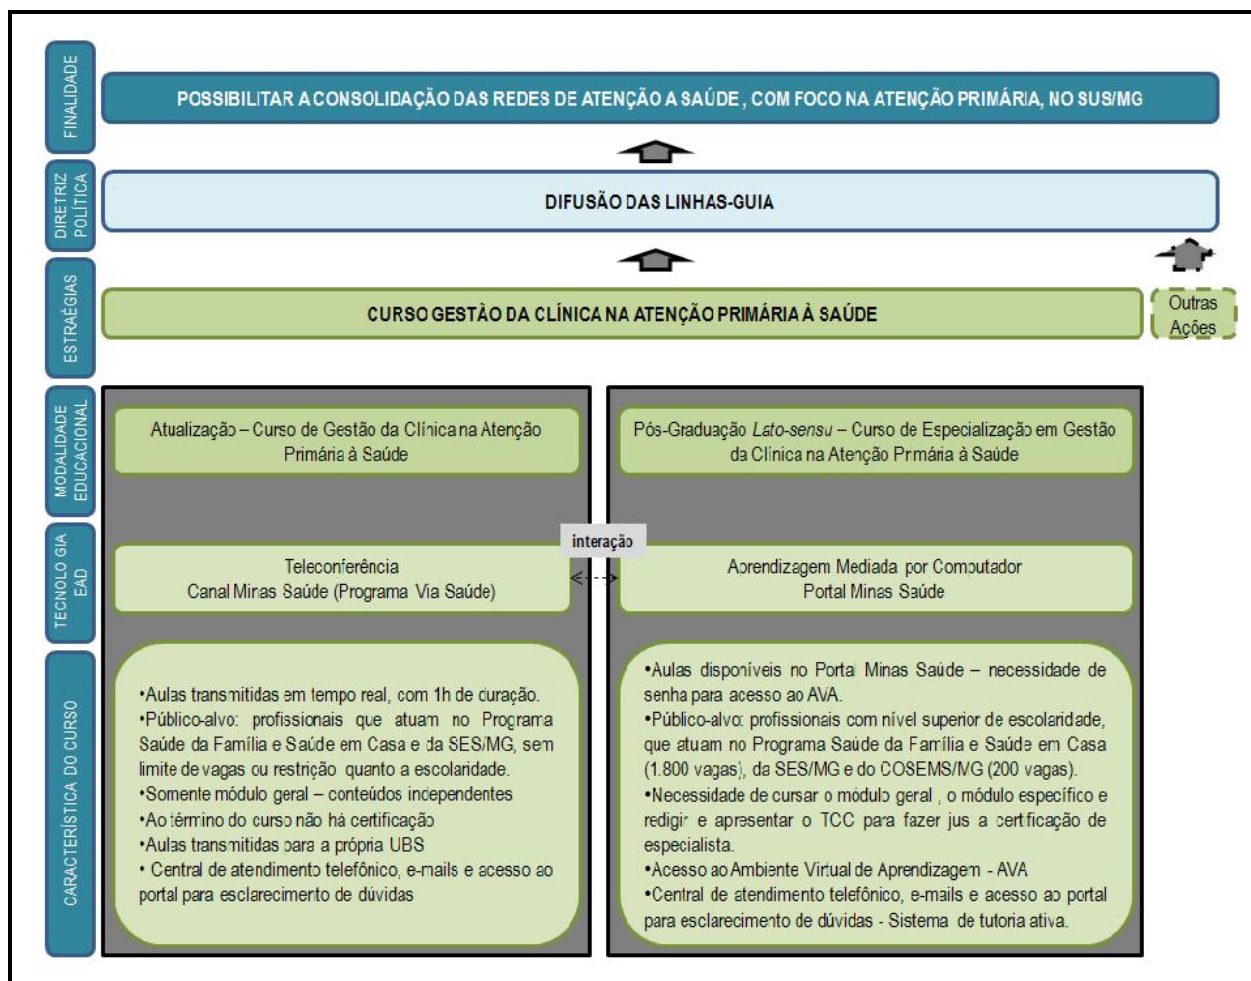 FINALIDADE
POSSIBILITAR A CONSOLIDAÇÃO DAS REDES DE ATENÇÃO A SAÚDE , COM FOCO NA ATENÇÃO PRIMÁRIA, NO SUS/MG
DIRETRIZ
POLÍTICA
DIFUSÃO DAS LINHAS-GUIA
ESTRAÉGIAS
CURSO GESTÃO DA CLÍNICA NA ATENÇÃO PRIMÁRIA À SAÚDE
Outras
Ações
MODALIDADE
EDUCACIONAL
Atualização – Curso de Gestão da Clínica na Atenção
Primária à Saúde
Pós-Graduação Lato-sensu – Curso de Especialização em Gestão
da Clínica na Atenção Primária à Saúde
TECNOLO GIA
EAD
interação
Teleconferência
Canal Minas Saúde (Programa Via Saúde)
Aprendizagem Mediada por Computador
Portal Minas Saúde
CARACTERÍSTICA DO CURSO
•Aulas transmitidas em tempo real, com 1h de duração.
•Público-alvo: profissionais que atuam no Programa
Saúde da Família e Saúde em Casa e da SES/MG, sem
limite de vagas ou restrição quanto a escolaridade.
•Somente módulo geral – conteúdos independentes
•Ao término do curso não há certificação
•Aulas transmitidas para a própria UBS
• Central de atendimento telefônico, e-mails e acesso ao
portal para esclarecimento de dúvidas
•Aulas disponíveis no Portal Minas Saúde – necessidade de
senha para acesso ao AVA.
•Público-alvo: profissionais com nível superior de escolaridade,
que atuam no Programa Saúde da Família e Saúde em Casa
(1.800 vagas), da SES/MG e do COSEMS/MG (200 vagas).
•Necessidade de cursar o módulo geral , o módulo específico e
redigir e apresentar o TCC para fazer jus a certificação de
especialista.
•Acesso ao Ambiente Virtual de Aprendizagem - AVA
•Central de atendimento telefônico, e-mails e acesso ao portal
para esclarecimento de dúvidas - Sistema de tutoria ativa.